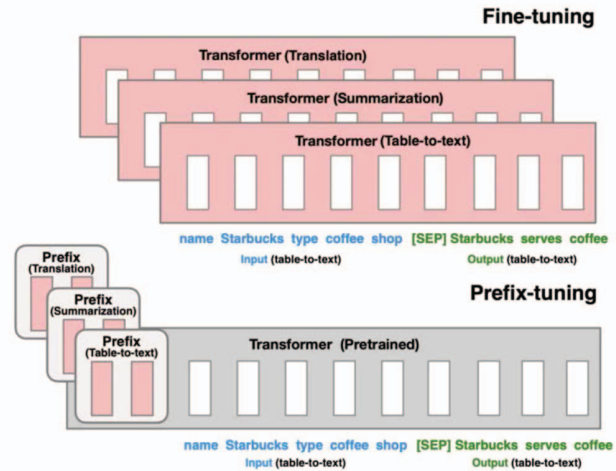 Fine-tuning
Transformer (Translation)
Transformer (Summarization)
Transformer (Table-to-text)
name Starbucks type coffee shop [SEP] Starbucks serves coffee
Input (table-to-text) Output (table-to-text)
Prefix-tuning
Prefix
(Translation)
Prefix
(Summarization)
Prefix
(Table-to-text)
Transformer (Pretrained)
name Starbucks type coffee shop [SEP] Starbucks serves coffee
Input (table-to-text) Output (table-to-text)